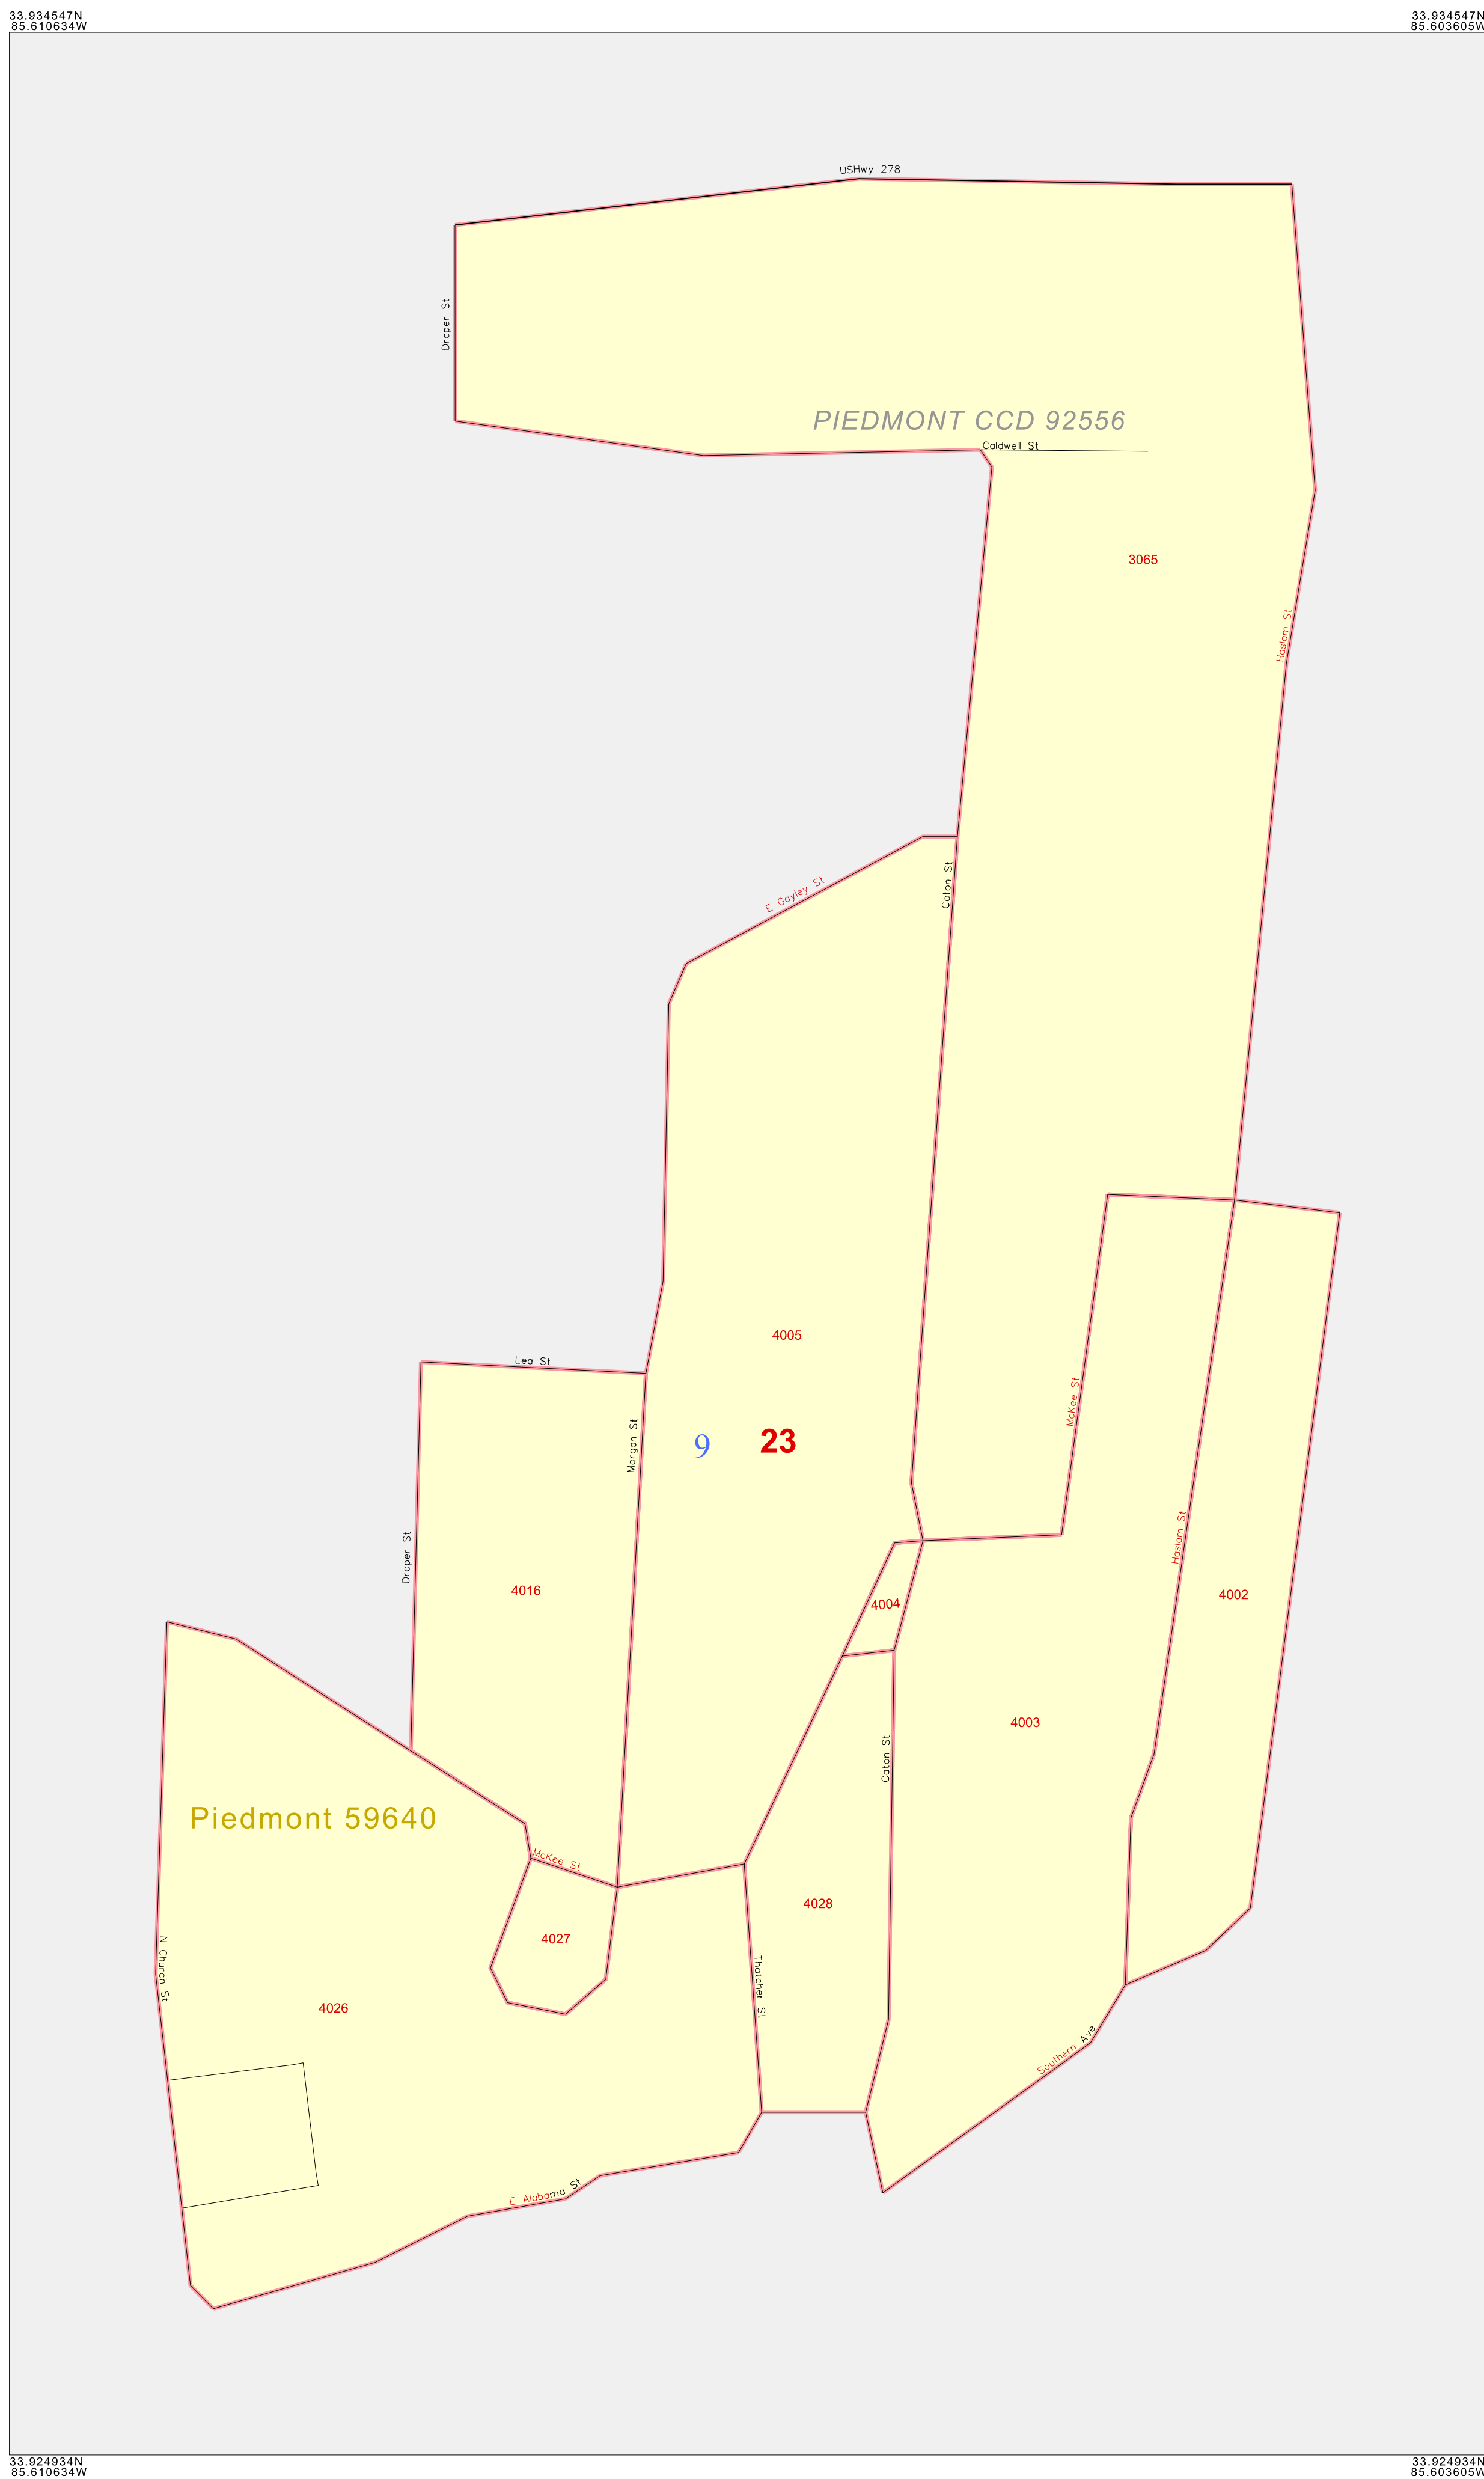 33.934547N
85.610634W
33.934547N
85.603605W
USHwy 278
Draper St
PIEDMONT CCD 92556
Caldwell St
3065
Haslam St
E Gayley St
Caton St
4005
Lea St
McKee St
Morgan St
9
23
Haslam St
Draper St
4016
4004
4002
4003
Caton St
Piedmont 59640
McKee St
4028
4027
N Church St
Thatcher St
4026
Southern Ave
E Alabama St
33.924934N
85.610634W
33.924934N
85.603605W